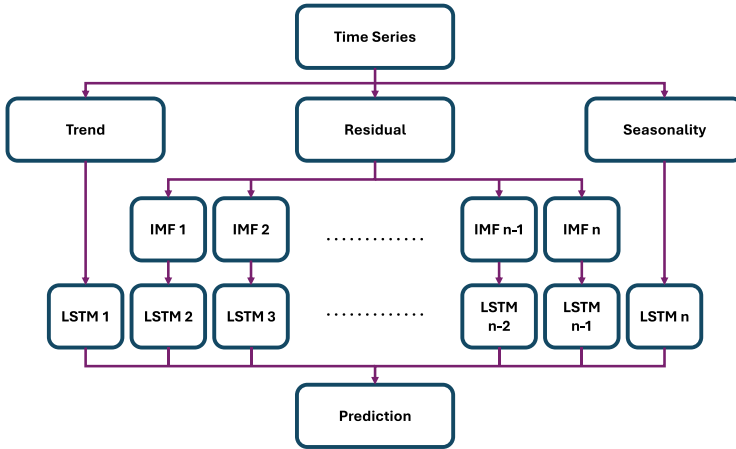 Time Series
Trend
Residual
Seasonality
IMF 1
IMF 2
.............
IMF n-1
IMF n
LSTM 1
LSTM 2
LSTM 3
.............
LSTM
n-2
LSTM
n-1
LSTM n
Prediction